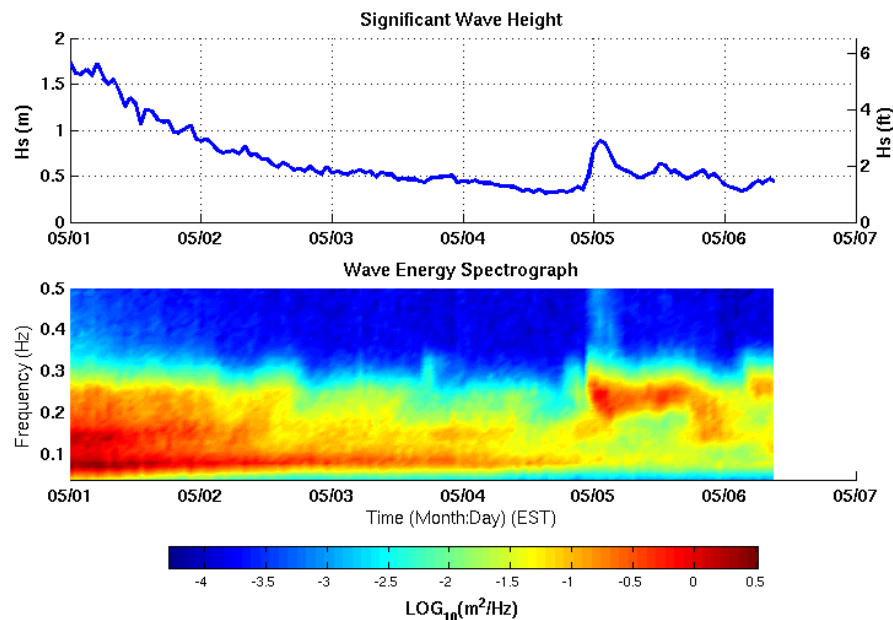 Significant Wave Height
2
1.5
1
0.5
0
Hs (m)
6
4
2
0
Hs (ft)
05/01 05/02 05/03 05/04 05/05 05/06 05/07
Wave Energy Spectrograph
0.5
0.4
0.3
0.2
0.1
Frequency (Hz)
05/01 05/02 05/03 05/04 05/05 05/06 05/07
Time (Month:Day) (EST)
-4 -3.5 -3 -2.5 -2 -1.5 -1 -0.5 0 0.5
LOG₁₀(m²/Hz)